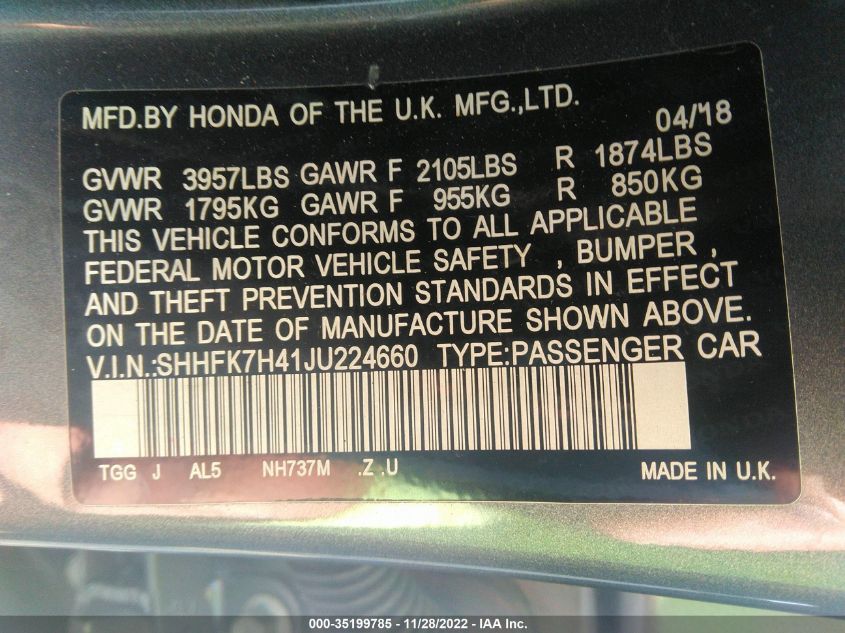 MFD.BY HONDA OF THE U.K. MFG.,LTD. 04/18
GVWR 3957LBS GAWR F 2105LBS R 1874LBS
GVWR 1795KG GAWR F 955KG R 850KG
THIS VEHICLE CONFORMS TO ALL APPLICABLE
FEDERAL MOTOR VEHICLE SAFETY , BUMPER ,
AND THEFT PREVENTION STANDARDS IN EFFECT
ON THE DATE OF MANUFACTURE SHOWN ABOVE.
V.I.N.:SHHFK7H41JU224660 TYPE:PASSENGER CAR
TGG J AL5 NH737M .Z .U MADE IN U.K.
000-35199785 - 11/28/2022 - IAA Inc.